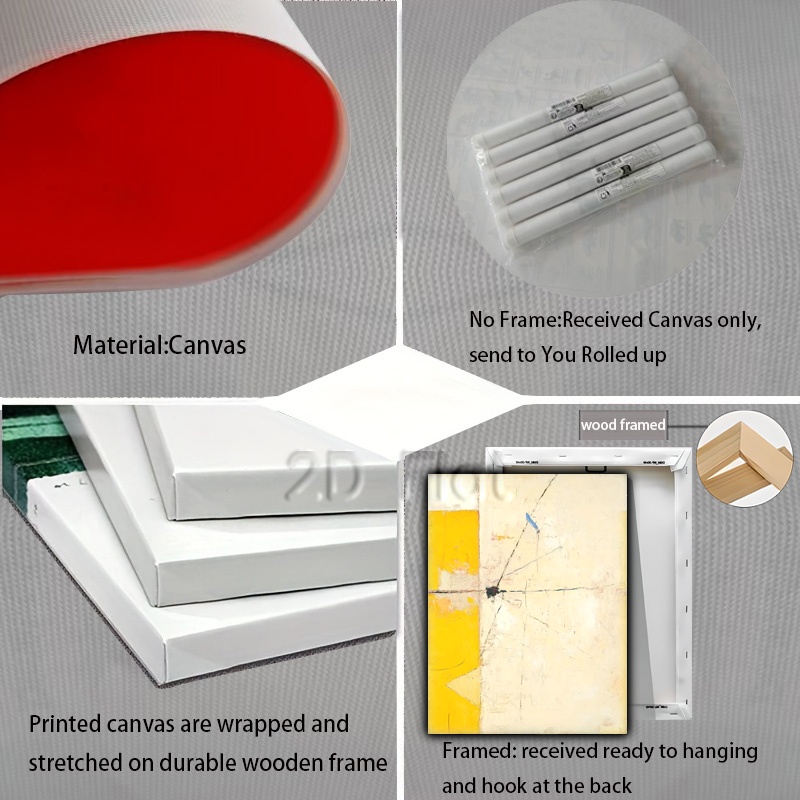 Material:Canvas
No Frame:Received Canvas only,
send to You Rolled up
wood framed
2D Flat
Printed canvas are wrapped and
stretched on durable wooden frame
Framed: received ready to hanging
and hook at the back